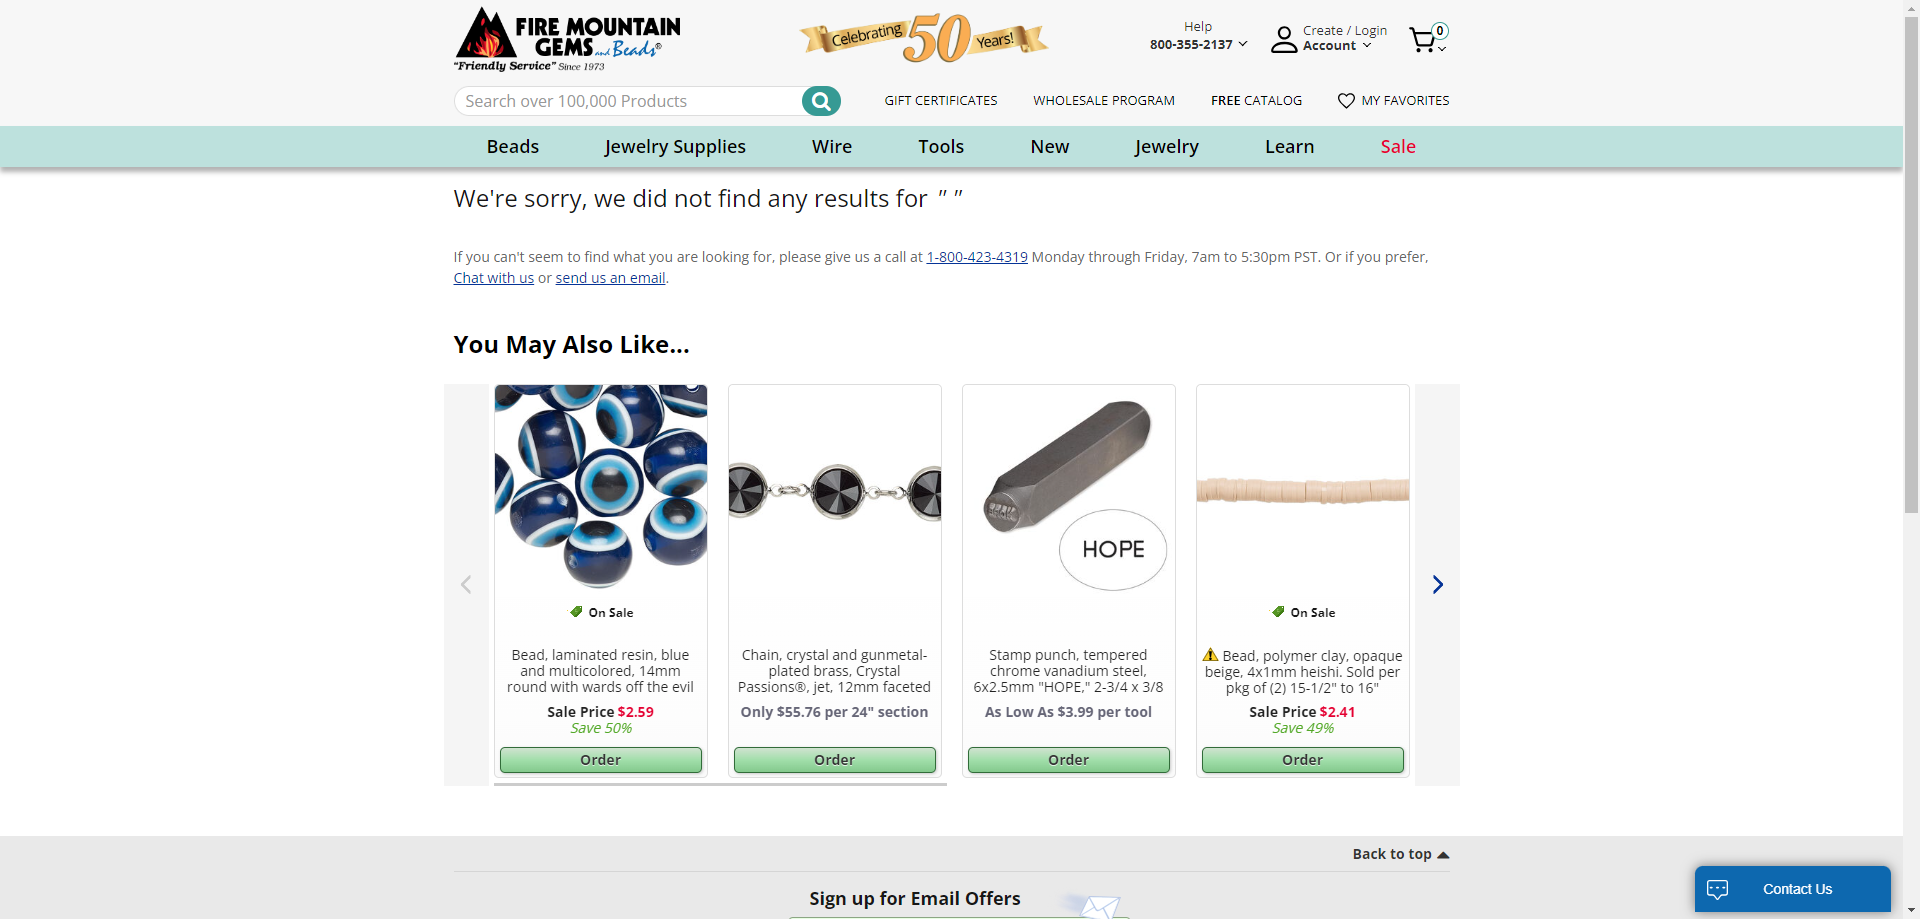 FIRE MOUNTAIN
GEMS and Beads®
"Friendly Service" Since 1973
Celebrating 50 Years!
Help
800-355-2137
Create / Login
Account
0
Search over 100,000 Products
GIFT CERTIFICATES
WHOLESALE PROGRAM
FREE CATALOG
MY FAVORITES
Beads
Jewelry Supplies
Wire
Tools
New
Jewelry
Learn
Sale
We're sorry, we did not find any results for " "
If you can't seem to find what you are looking for, please give us a call at 1-800-423-4319 Monday through Friday, 7am to 5:30pm PST. Or if you prefer,
Chat with us or send us an email.
You May Also Like...
On Sale
Bead, laminated resin, blue
and multicolored, 14mm
round with wards off the evil
Sale Price $2.59
Save 50%
Order
Chain, crystal and gunmetal-
plated brass, Crystal
Passions®, jet, 12mm faceted
Only $55.76 per 24" section
Order
HOPE
Stamp punch, tempered
chrome vanadium steel,
6x2.5mm "HOPE," 2-3/4 x 3/8
As Low As $3.99 per tool
Order
On Sale
Bead, polymer clay, opaque
beige, 4x1mm heishi. Sold per
pkg of (2) 15-1/2" to 16"
Sale Price $2.41
Save 49%
Order
Back to top
Sign up for Email Offers
Contact Us